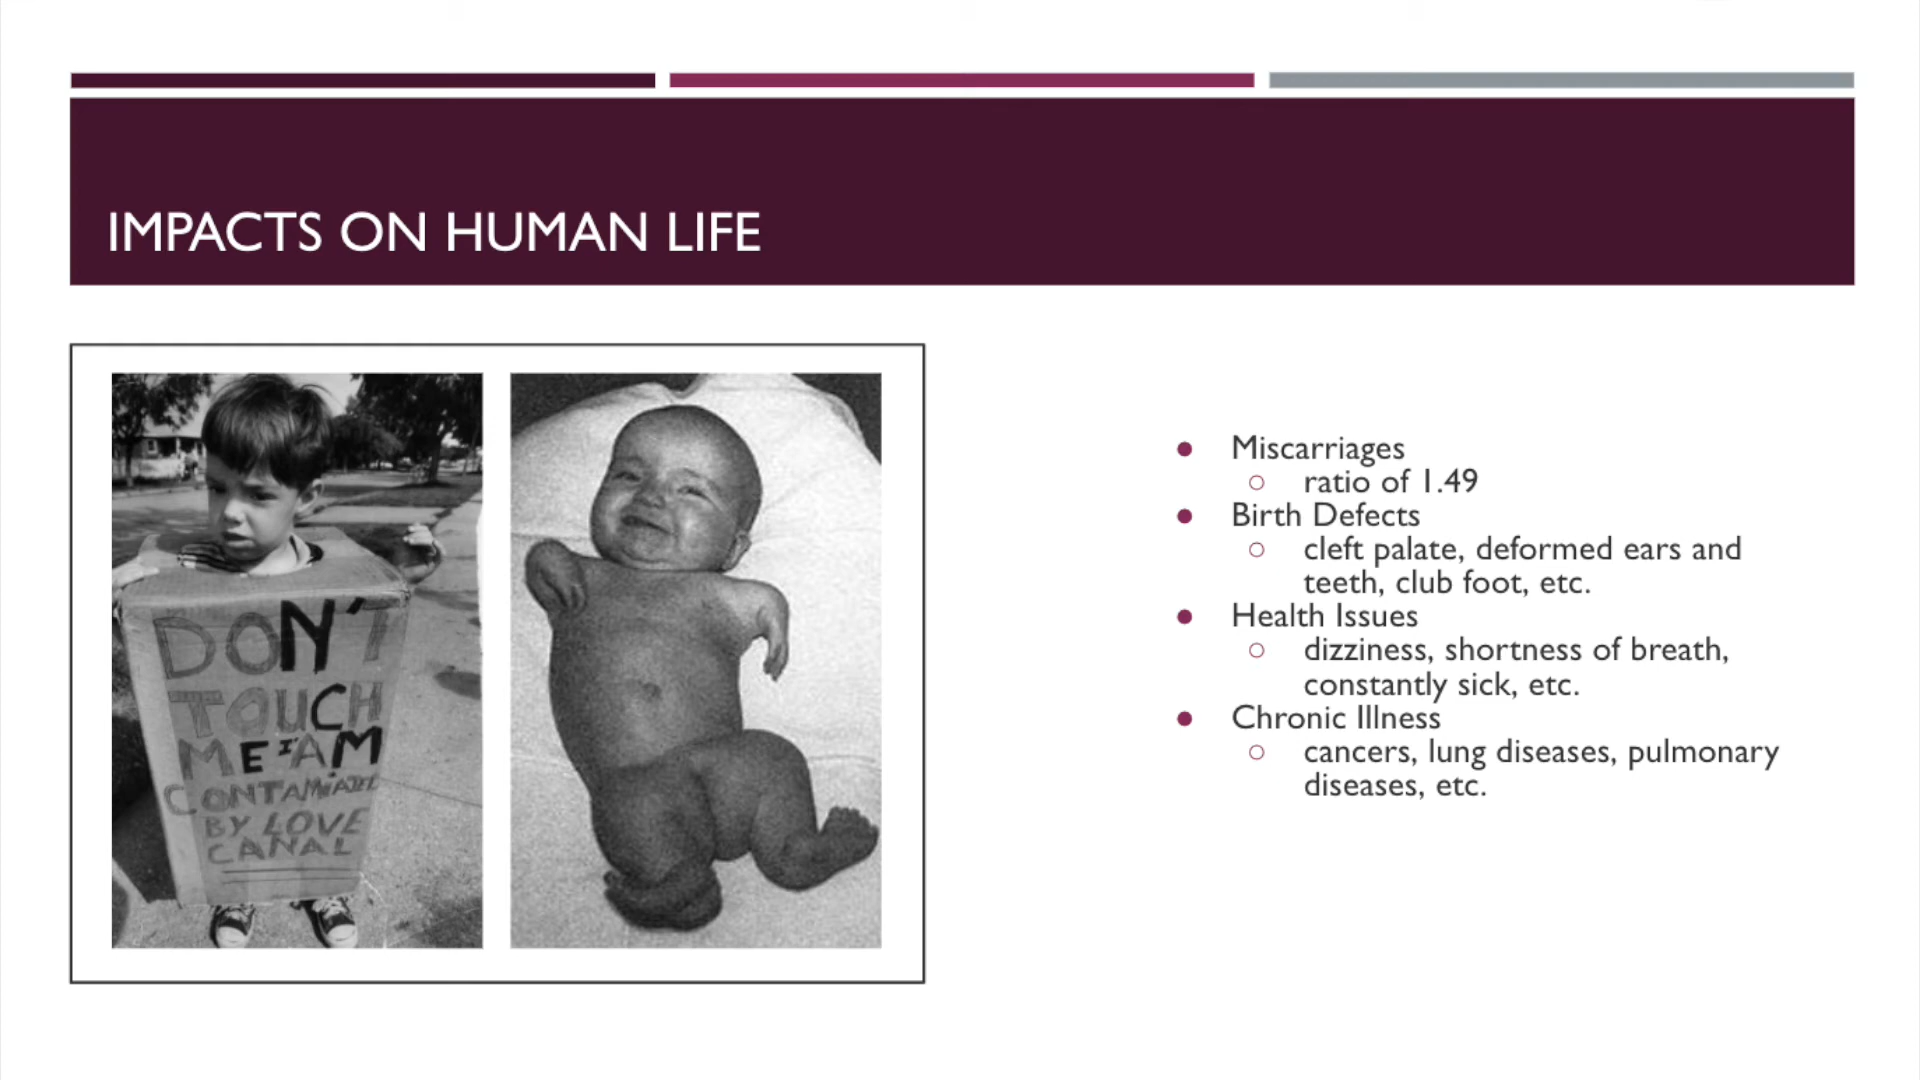 IMPACTS ON HUMAN LIFE
DON'T
TOUCH
ME I AM
CONTAMINATED
BY LOVE
CANAL
● Miscarriages
○ ratio of 1.49
● Birth Defects
○ cleft palate, deformed ears and
teeth, club foot, etc.
● Health Issues
○ dizziness, shortness of breath,
constantly sick, etc.
● Chronic Illness
○ cancers, lung diseases, pulmonary
diseases, etc.